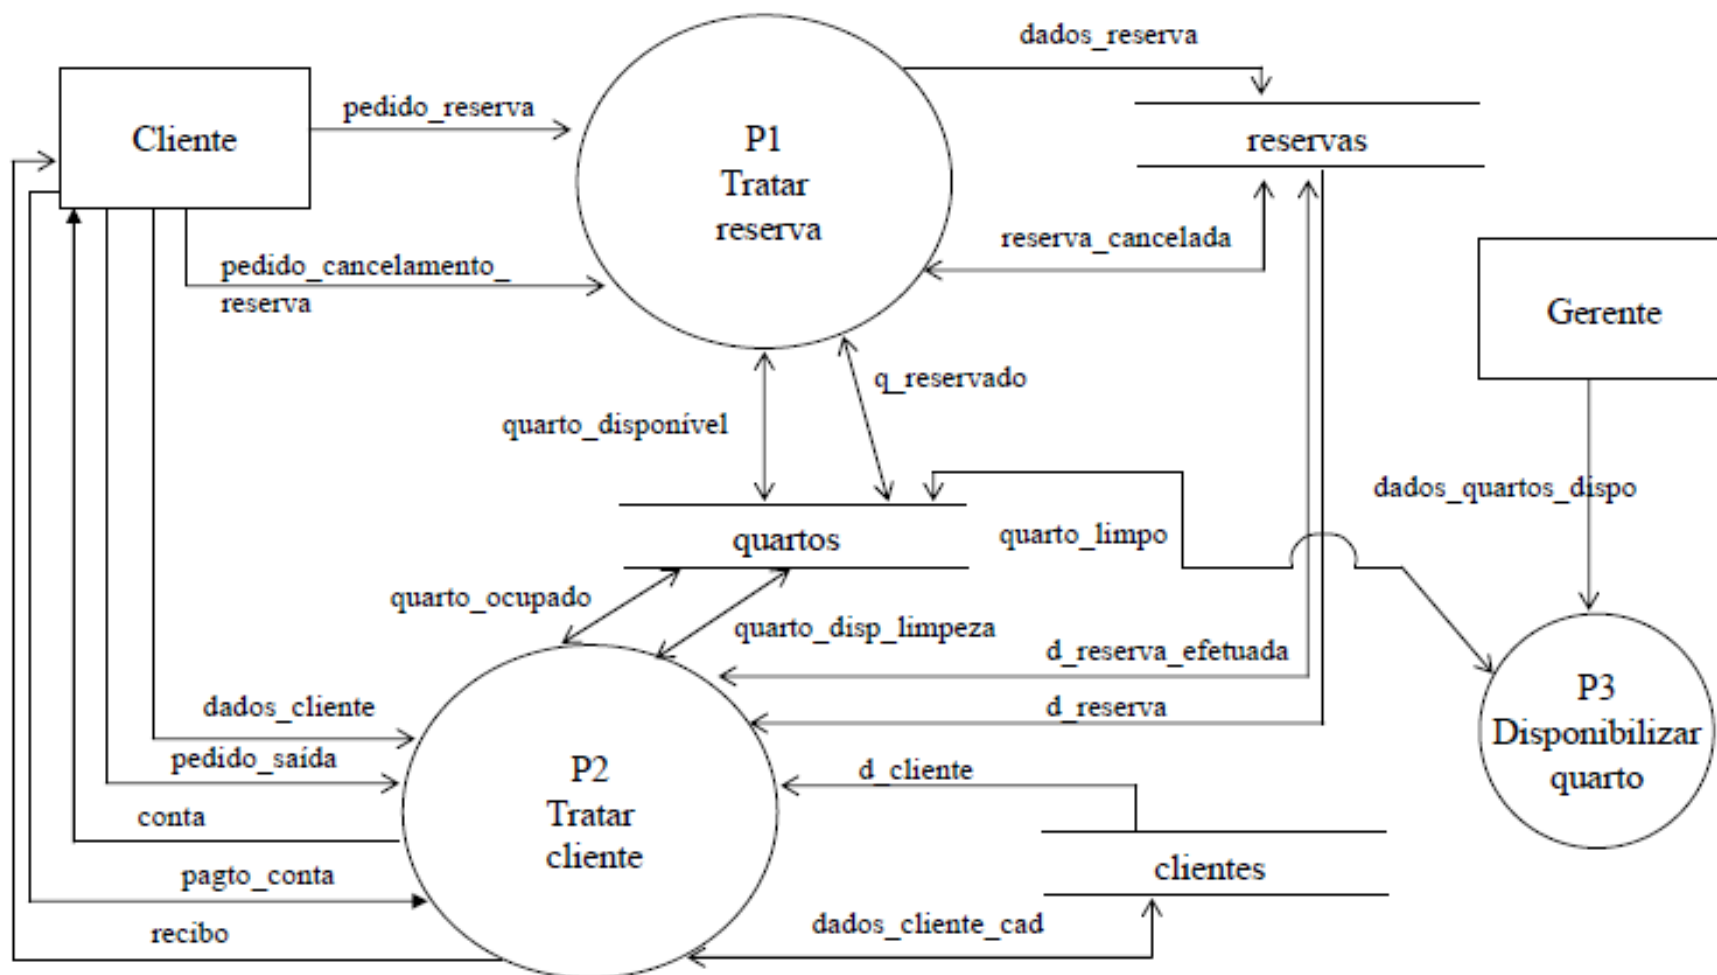 dados_reserva
Cliente
pedido_reserva
P1
Tratar
reserva
reservas
pedido_cancelamento_
reserva
reserva_cancelada
Gerente
q_reservado
quarto_disponível
dados_quartos_dispo
quartos
quarto_limpo
quarto_ocupado
quarto_disp_limpeza
d_reserva_efetuada
dados_cliente
d_reserva
P3
Disponibilizar
quarto
pedido_saída
P2
Tratar
cliente
d_cliente
conta
clientes
pagto_conta
dados_cliente_cad
recibo